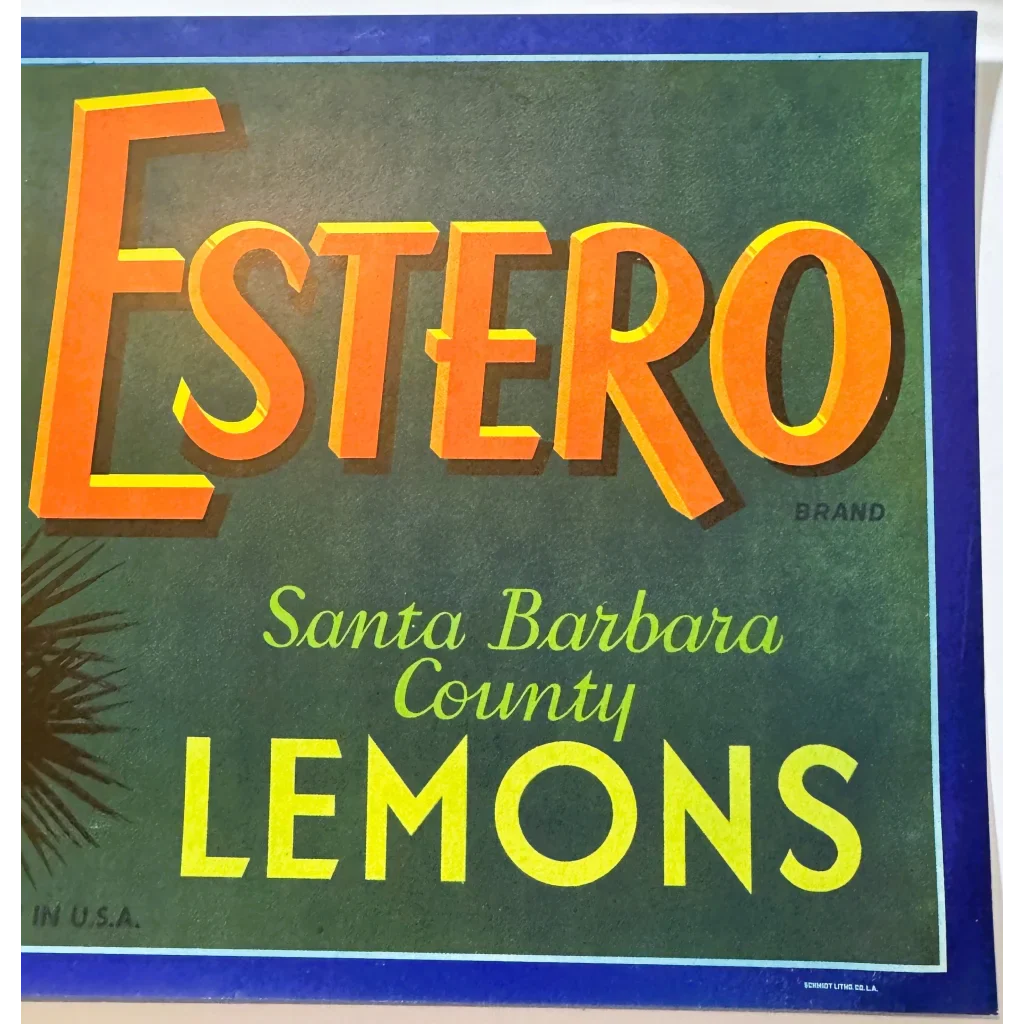 ESTERO
BRAND
Santa Barbara
County
LEMONS
IN U.S.A.
SCHMIDT LITHO. CO. L.A.